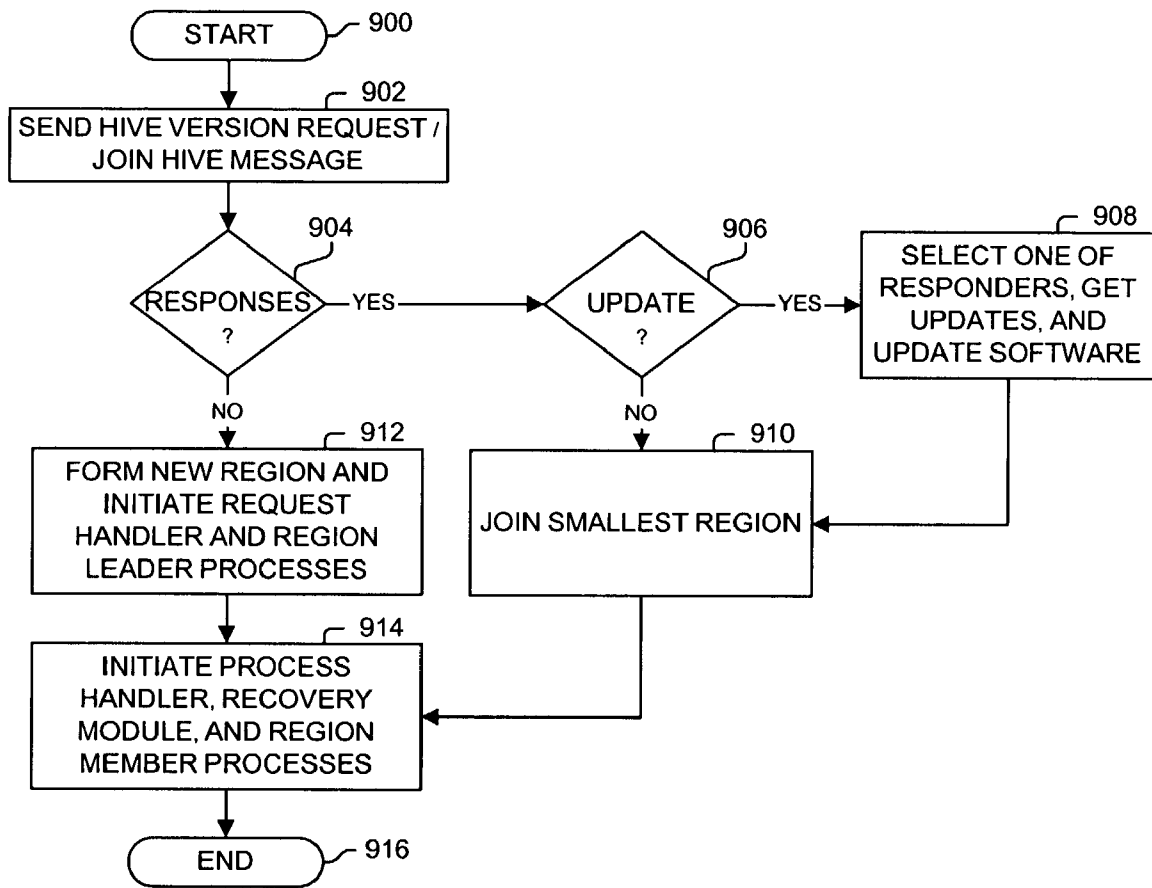 START
900
902
SEND HIVE VERSION REQUEST /
JOIN HIVE MESSAGE
904
RESPONSES
?
YES
906
UPDATE
?
YES
908
SELECT ONE OF
RESPONDERS, GET
UPDATES, AND
UPDATE SOFTWARE
NO
912
FORM NEW REGION AND
INITIATE REQUEST
HANDLER AND REGION
LEADER PROCESSES
NO
910
JOIN SMALLEST REGION
914
INITIATE PROCESS
HANDLER, RECOVERY
MODULE, AND REGION
MEMBER PROCESSES
END
916